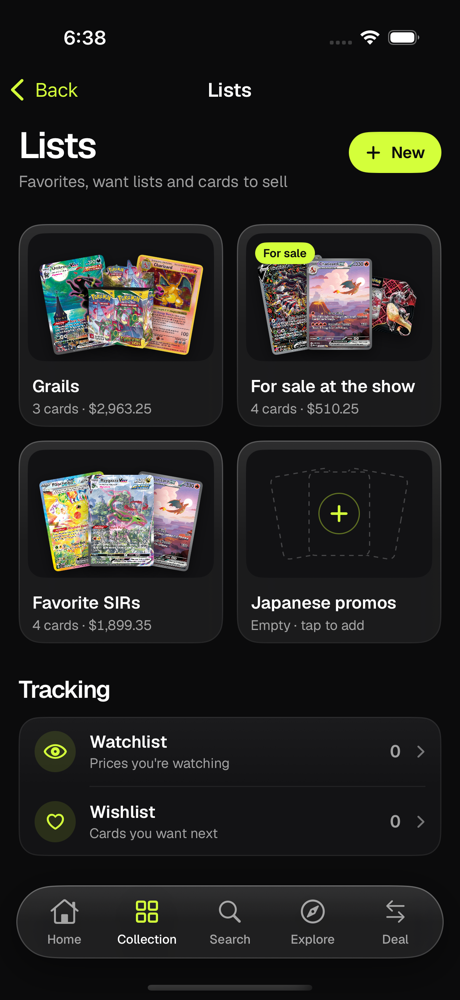 6:38
Back
Lists
Lists
+ New
Favorites, want lists and cards to sell
For sale
Grails
3 cards · $2,963.25
For sale at the show
4 cards · $510.25
Favorite SIRs
4 cards · $1,899.35
Japanese promos
Empty · tap to add
Tracking
Watchlist
Prices you're watching
0
Wishlist
Cards you want next
0
Home
Collection
Search
Explore
Deal